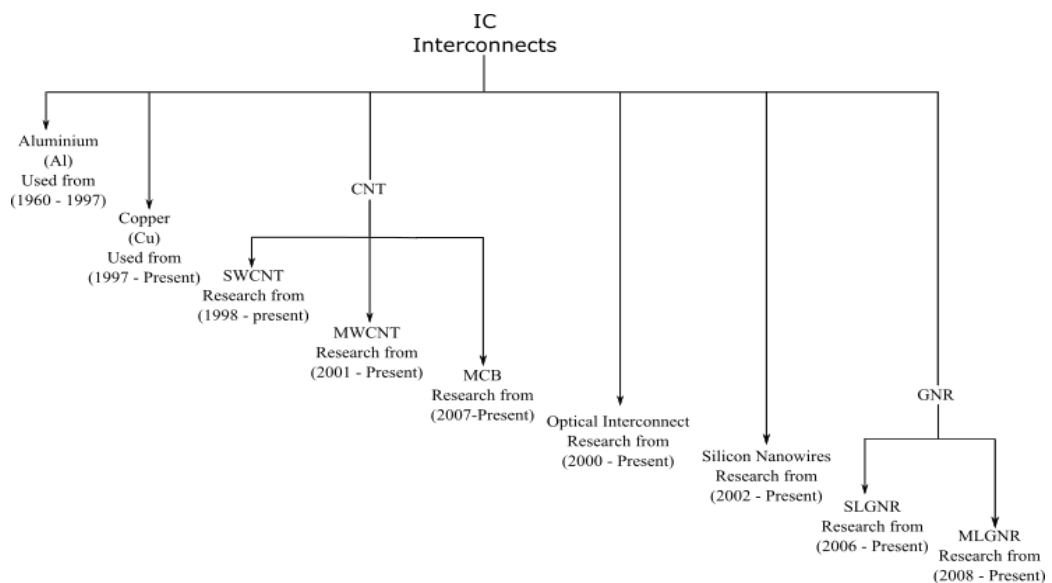 IC
Interconnects
Aluminium
(Al)
Used from
(1960 - 1997)
Copper
(Cu)
Used from
(1997 - Present)
CNT
SWCNT
Research from
(1998 - present)
MWCNT
Research from
(2001 - Present)
MCB
Research from
(2007-Present)
Optical Interconnect
Research from
(2000 - Present)
Silicon Nanowires
Research from
(2002 - Present)
GNR
SLGNR
Research from
(2006 - Present)
MLGNR
Research from
(2008 - Present)